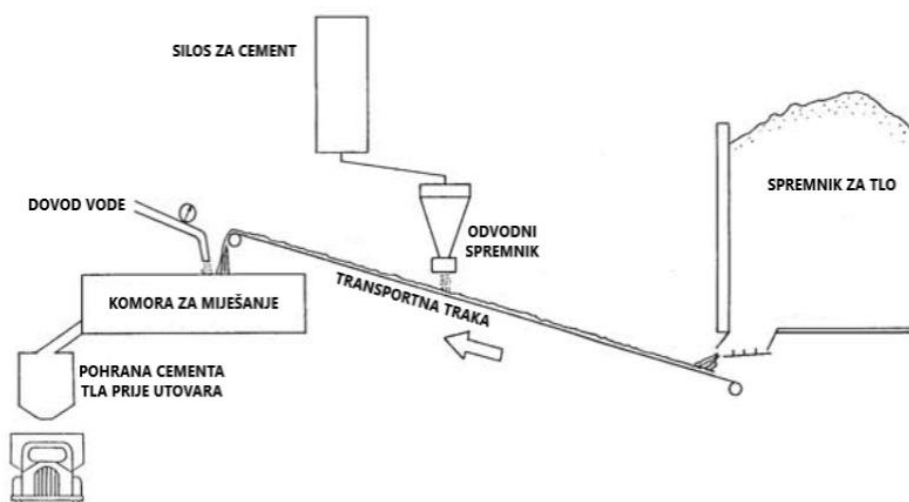 SILOS ZA CEMENT
SPREMNIK ZA TLO
DOVOD VODE
ODVODNI
SPREMNIK
KOMORA ZA MIJEŠANJE
TRANSPORTNA TRAKA
POHRANA CEMENTA
TLA PRIJE UTOVARA